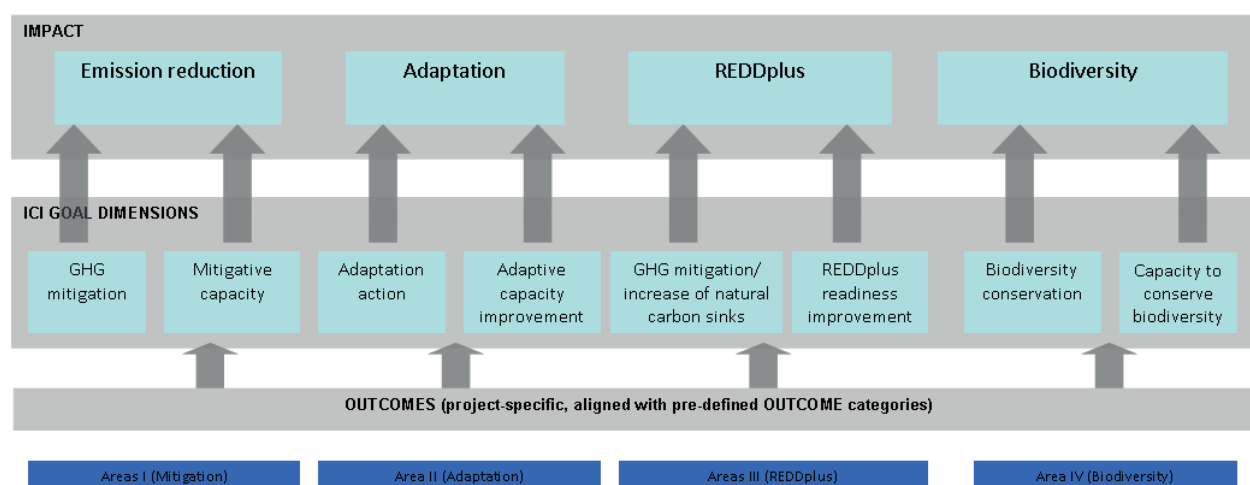 IMPACT
Emission reduction
Adaptation
REDDplus
Biodiversity
ICI GOAL DIMENSIONS
GHG
mitigation
Mitigative
capacity
Adaptation
action
Adaptive
capacity
improvement
GHG mitigation/
increase of natural
carbon sinks
REDDplus
readiness
improvement
Biodiversity
conservation
Capacity to
conserve
biodiversity
OUTCOMES (project-specific, aligned with pre-defined OUTCOME categories)
Areas I (Mitigation)
Area II (Adaptation)
Areas III (REDDplus)
Area IV (Biodiversity)